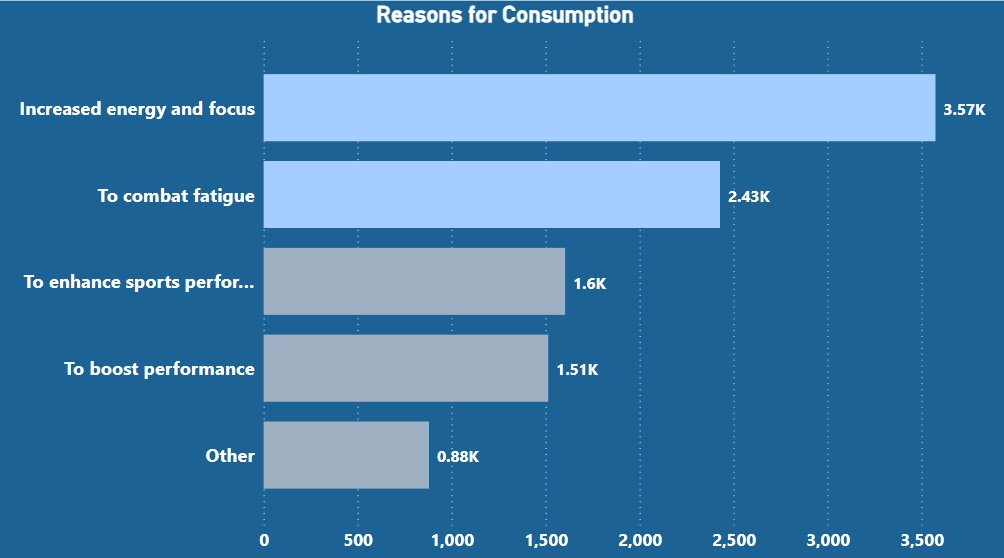 Reasons for Consumption
Increased energy and focus 3.57K
To combat fatigue 2.43K
To enhance sports perfor... 1.6K
To boost performance 1.51K
Other 0.88K
0 500 1,000 1,500 2,000 2,500 3,000 3,500